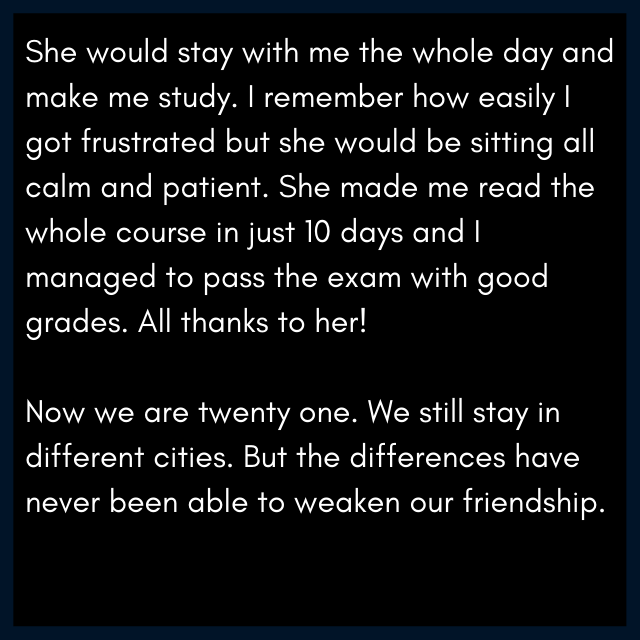 She would stay with me the whole day and
make me study. I remember how easily I
got frustrated but she would be sitting all
calm and patient. She made me read the
whole course in just 10 days and I
managed to pass the exam with good
grades. All thanks to her!
Now we are twenty one. We still stay in
different cities. But the differences have
never been able to weaken our friendship.